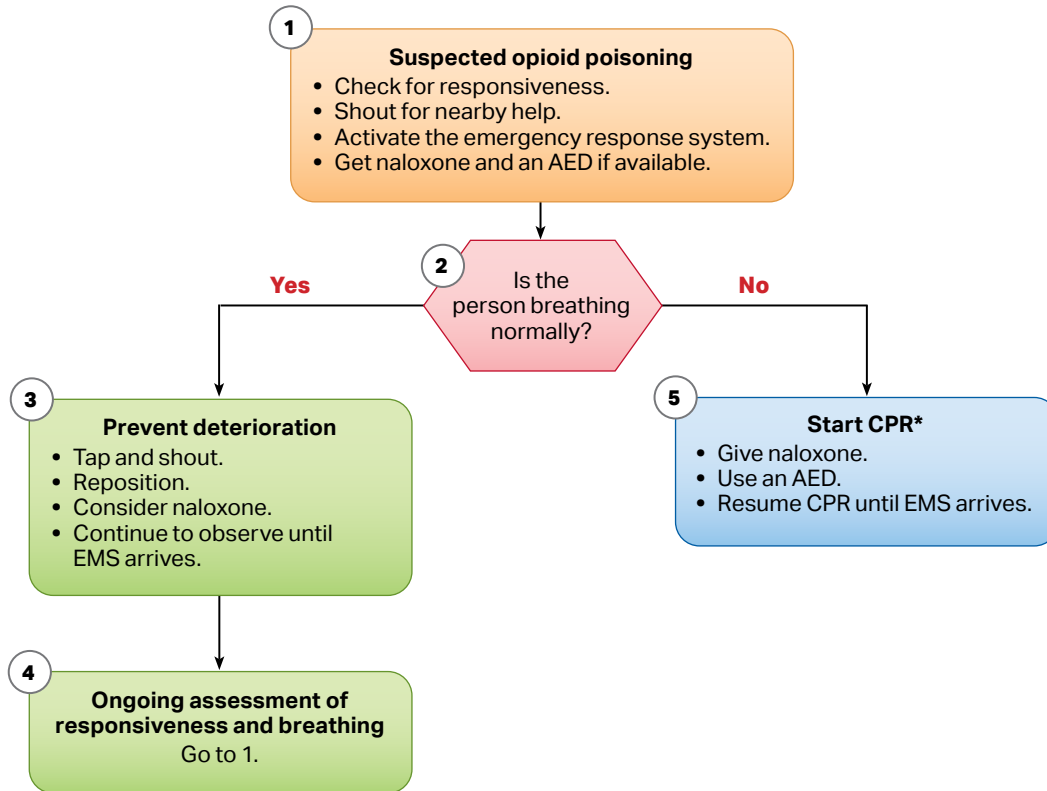 1
Suspected opioid poisoning
• Check for responsiveness.
• Shout for nearby help.
• Activate the emergency response system.
• Get naloxone and an AED if available.
2
Is the
person breathing
normally?
Yes
No
3
Prevent deterioration
• Tap and shout.
• Reposition.
• Consider naloxone.
• Continue to observe until
EMS arrives.
5
Start CPR*
• Give naloxone.
• Use an AED.
• Resume CPR until EMS arrives.
4
Ongoing assessment of
responsiveness and breathing
Go to 1.